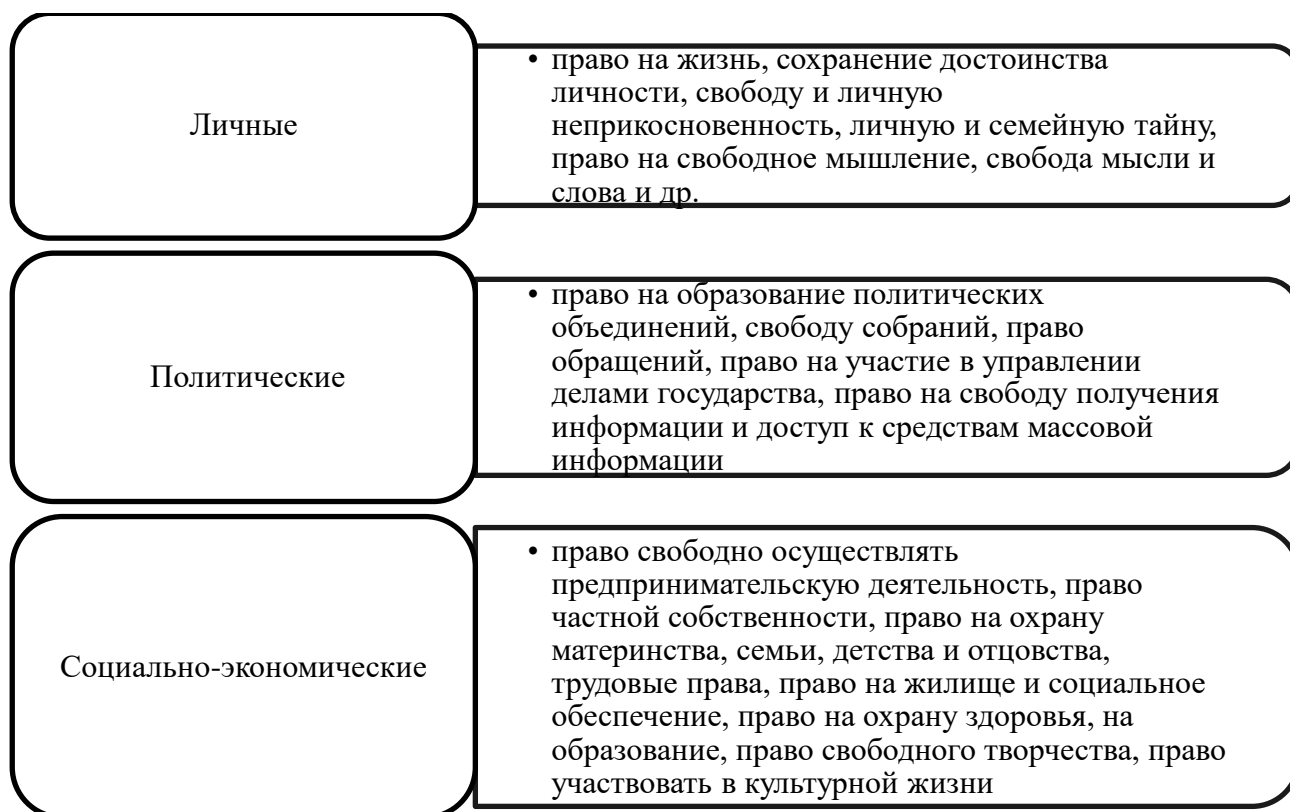 Личные
• право на жизнь, сохранение достоинства
личности, свободу и личную
неприкосновенность, личную и семейную тайну,
право на свободное мышление, свобода мысли и
слова и др.
Политические
• право на образование политических
объединений, свободу собраний, право
обращений, право на участие в управлении
делами государства, право на свободу получения
информации и доступ к средствам массовой
информации
Социально-экономические
• право свободно осуществлять
предпринимательскую деятельность, право
частной собственности, право на охрану
материнства, семьи, детства и отцовства,
трудовые права, право на жилище и социальное
обеспечение, право на охрану здоровья, на
образование, право свободного творчества, право
участвовать в культурной жизни